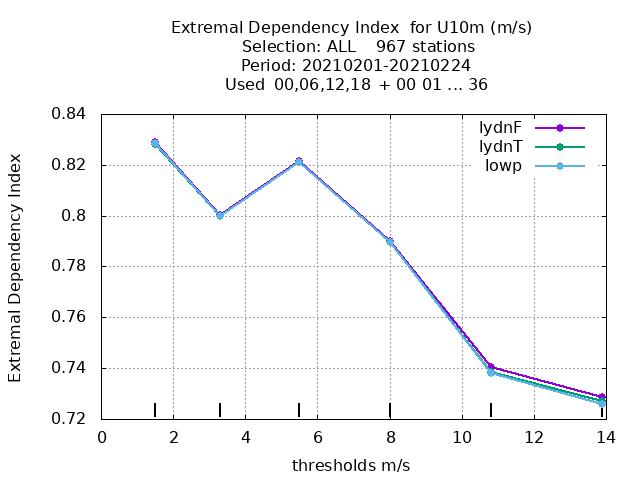 Extremal Dependency Index  for U10m (m/s)
Selection: ALL    967 stations
Period: 20210201-20210224
Used  00,06,12,18  + 00 01 ... 36
lydnF
lydnT
lowp
0.84
0.82
0.8
0.78
0.76
0.74
0.72
Extremal Dependency Index
0 2 4 6 8 10 12 14
thresholds m/s